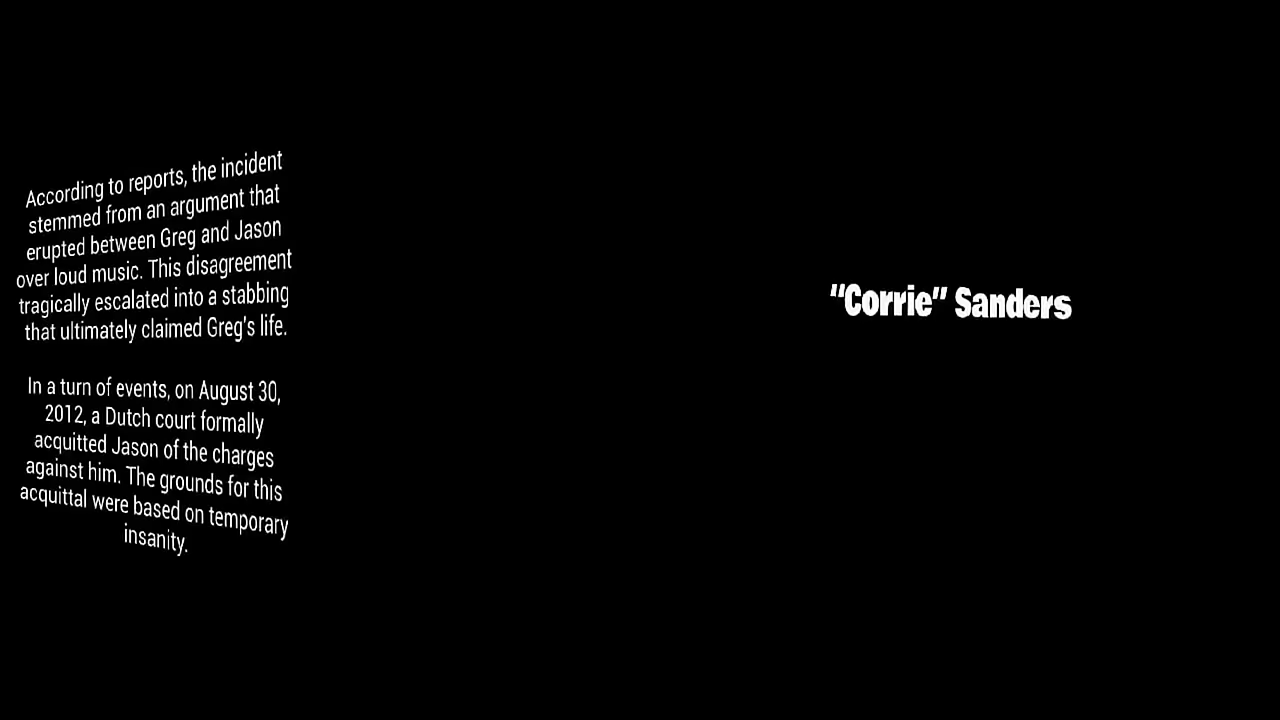 According to reports, the incident
stemmed from an argument that
erupted between Greg and Jason
over loud music. This disagreement
tragically escalated into a stabbing
that ultimately claimed Greg's life.
In a turn of events, on August 30,
2012, a Dutch court formally
acquitted Jason of the charges
against him. The grounds for this
acquittal were based on temporary
insanity.
"Corrie" Sanders